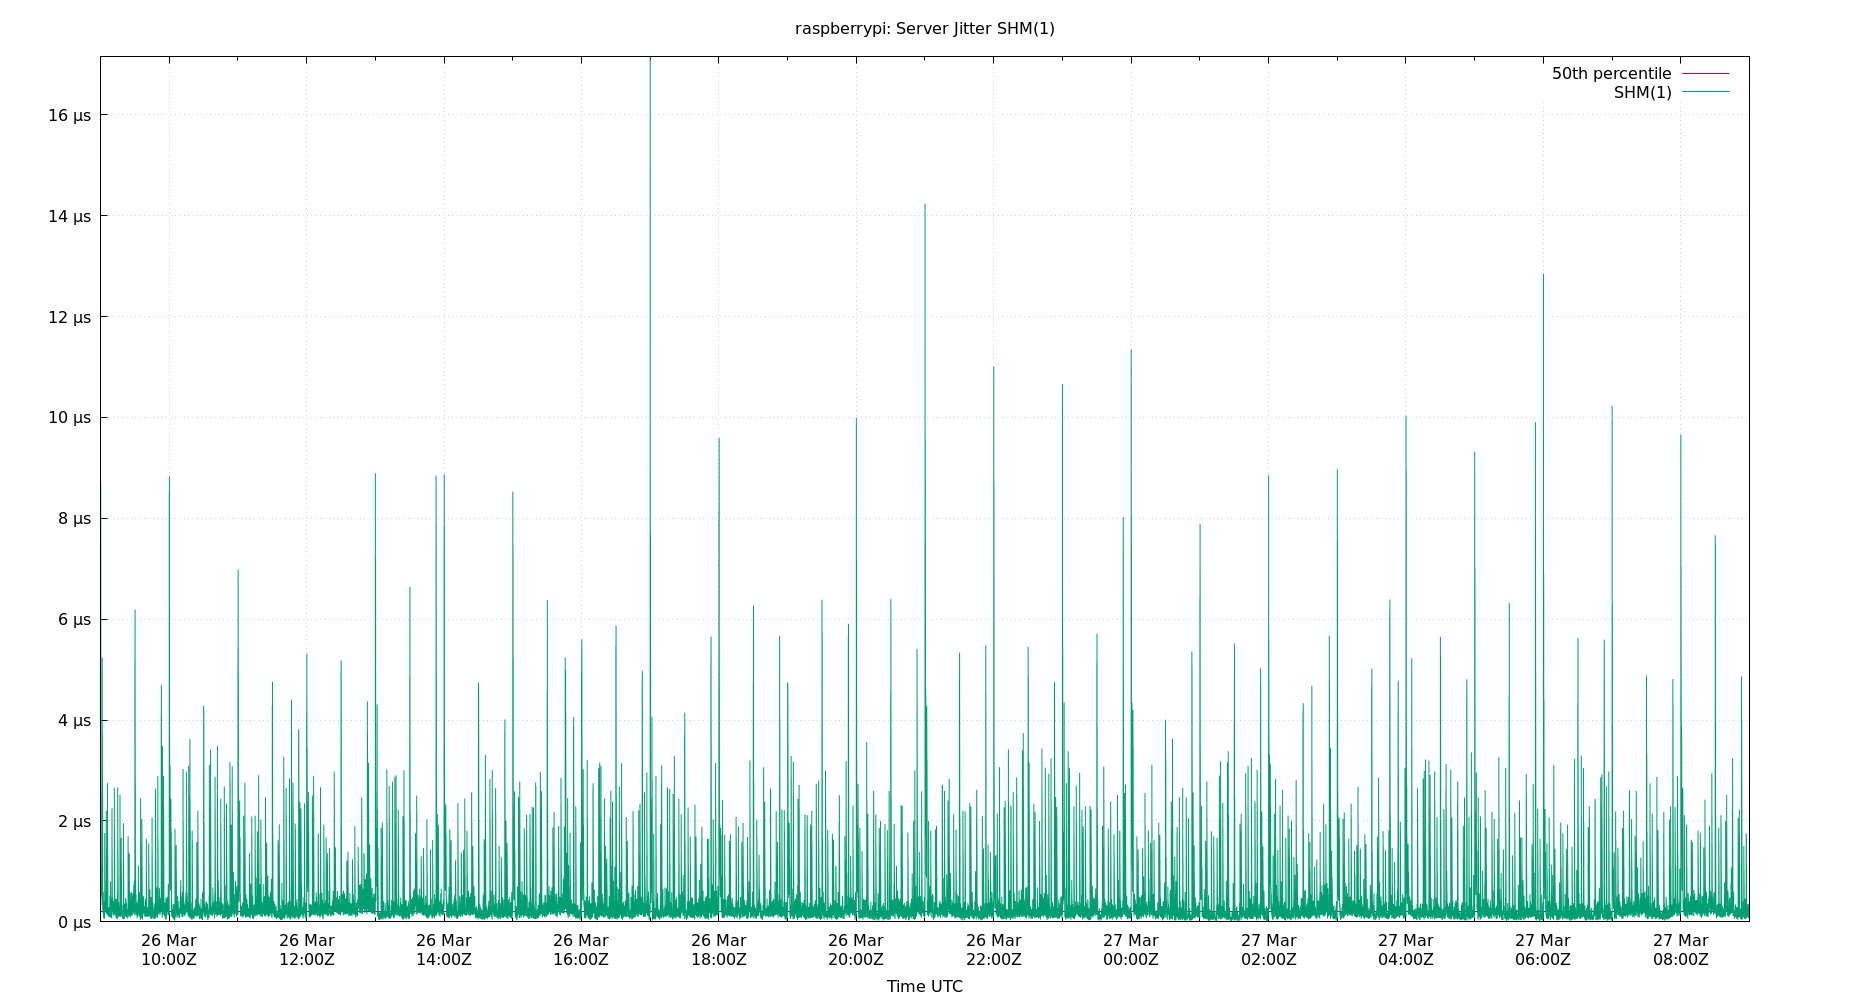 raspberrypi: Server Jitter SHM(1)
50th percentile
SHM(1)
16 µs
14 µs
12 µs
10 µs
8 µs
6 µs
4 µs
2 µs
0 µs
26 Mar 26 Mar 26 Mar 26 Mar 26 Mar 26 Mar 26 Mar 27 Mar 27 Mar 27 Mar 27 Mar 27 Mar
10:00Z 12:00Z 14:00Z 16:00Z 18:00Z 20:00Z 22:00Z 00:00Z 02:00Z 04:00Z 06:00Z 08:00Z
Time UTC